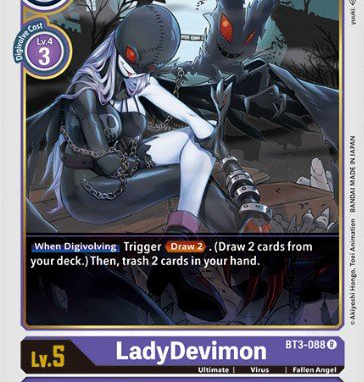 yuuki.
Digivolve Cost
Lv.4
3
When Digivolving Trigger Draw 2. (Draw 2 cards from
your deck.) Then, trash 2 cards in your hand.
© Akiyoshi Hongo, Toei Animation BANDAI MADE IN JAPAN
BT3-088 R
Lv.5
LadyDevimon
Ultimate | Virus | Fallen Angel